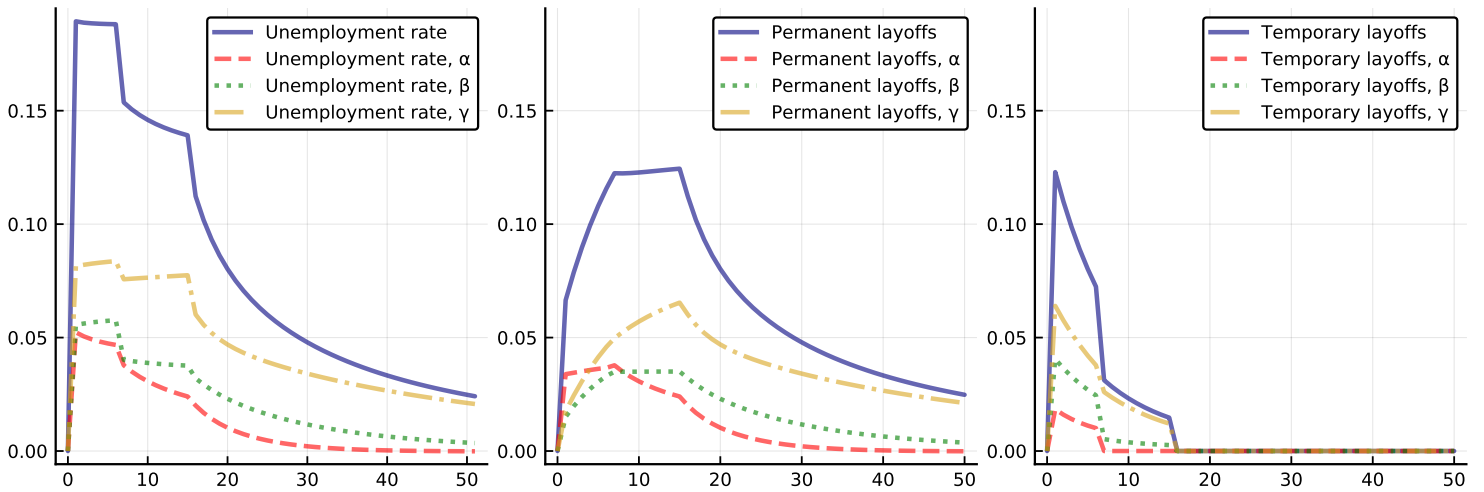 Unemployment rate
Unemployment rate, α
Unemployment rate, β
Unemployment rate, γ
0.15
0.10
0.05
0.00
0 10 20 30 40 50
Permanent layoffs
Permanent layoffs, α
Permanent layoffs, β
Permanent layoffs, γ
0.15
0.10
0.05
0.00
0 10 20 30 40 50
Temporary layoffs
Temporary layoffs, α
Temporary layoffs, β
Temporary layoffs, γ
0.15
0.10
0.05
0.00
0 10 20 30 40 50